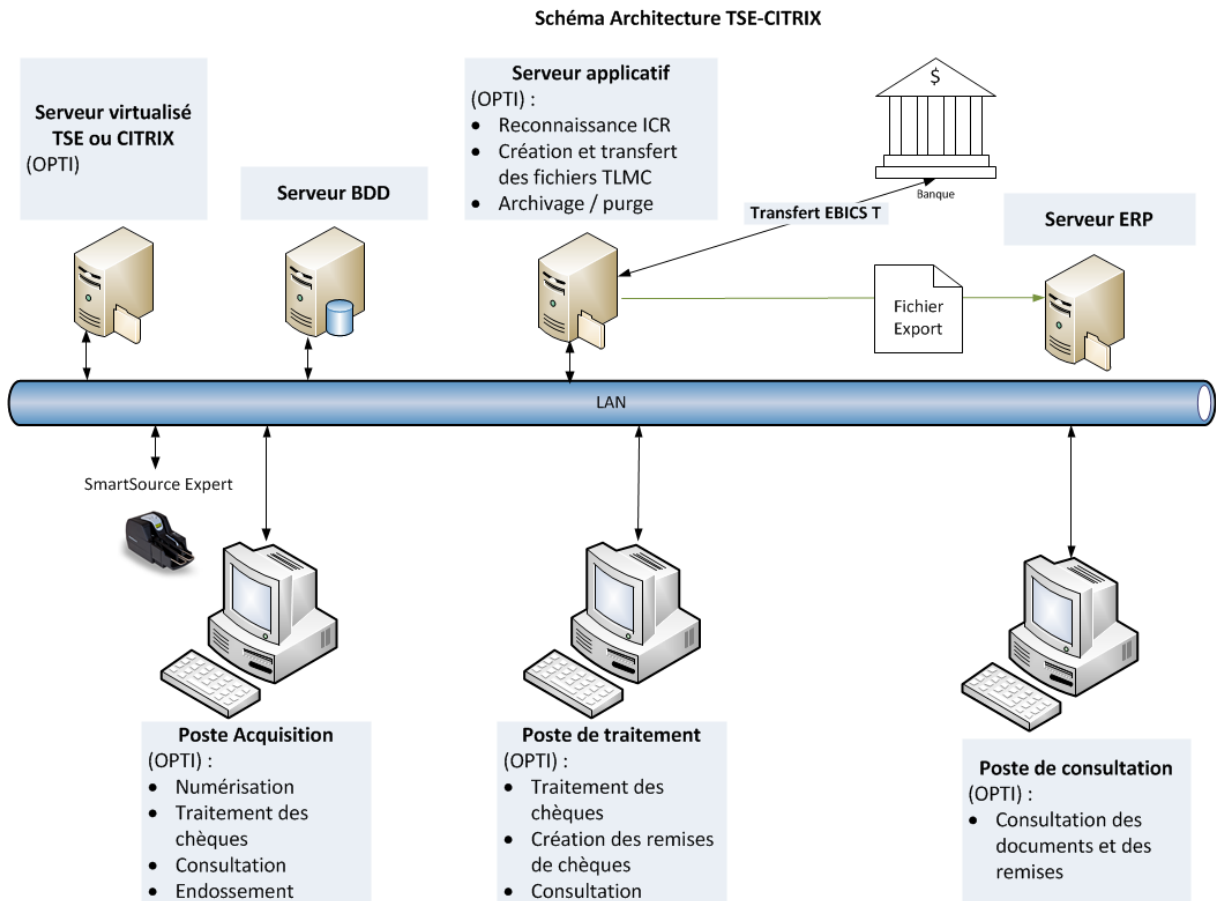 Schéma Architecture TSE-CITRIX
Serveur virtualisé
TSE ou CITRIX
(OPTI)
Serveur BDD
Serveur applicatif
(OPTI) :
• Reconnaissance ICR
• Création et transfert
des fichiers TLMC
• Archivage / purge
$
Banque
Transfert EBICS T
Serveur ERP
Fichier
Export
LAN
SmartSource Expert
Poste Acquisition
(OPTI) :
• Numérisation
• Traitement des
chèques
• Consultation
• Endossement
Poste de traitement
(OPTI) :
• Traitement des
chèques
• Création des remises
de chèques
• Consultation
Poste de consultation
(OPTI) :
• Consultation des
documents et des
remises